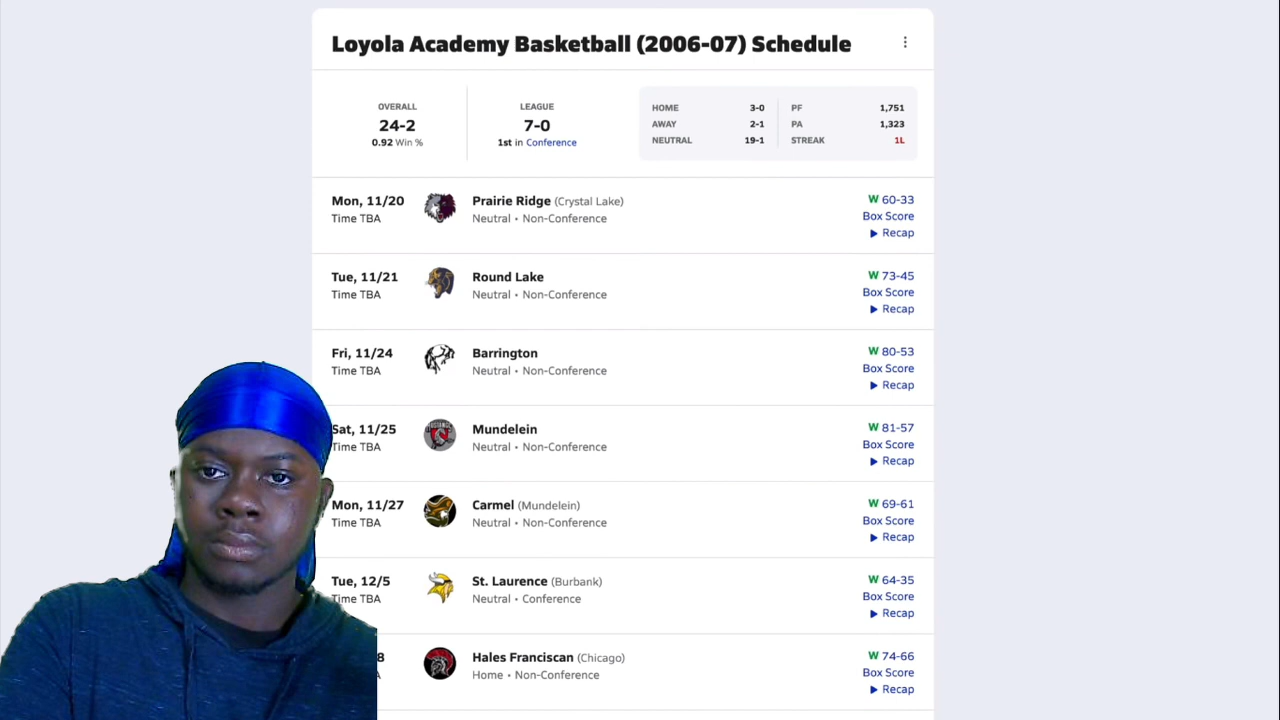 Loyola Academy Basketball (2006-07) Schedule
OVERALL
24-2
0.92 Win %
LEAGUE
7-0
1st in Conference
HOME 3-0
AWAY 2-1
NEUTRAL 19-1
PF 1,751
PA 1,323
STREAK 1L
Mon, 11/20
Time TBA
Prairie Ridge (Crystal Lake)
Neutral • Non-Conference
W 60-33
Box Score
Recap
Tue, 11/21
Time TBA
Round Lake
Neutral • Non-Conference
W 73-45
Box Score
Recap
Fri, 11/24
Time TBA
Barrington
Neutral • Non-Conference
W 80-53
Box Score
Recap
Sat, 11/25
Time TBA
Mundelein
Neutral • Non-Conference
W 81-57
Box Score
Recap
Mon, 11/27
Time TBA
Carmel (Mundelein)
Neutral • Non-Conference
W 69-61
Box Score
Recap
Tue, 12/5
Time TBA
St. Laurence (Burbank)
Neutral • Conference
W 64-35
Box Score
Recap
8
Hales Franciscan (Chicago)
Home • Non-Conference
W 74-66
Box Score
Recap